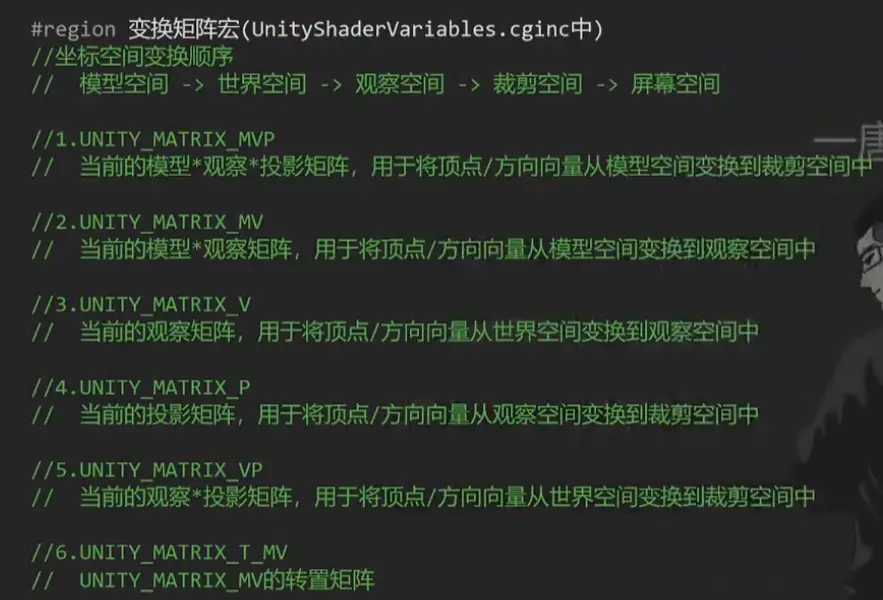 #region 变换矩阵宏(UnityShaderVariables.cginc中)
//坐标空间变换顺序
//  模型空间 -> 世界空间 -> 观察空间 -> 裁剪空间 -> 屏幕空间
//1.UNITY_MATRIX_MVP
//  当前的模型*观察*投影矩阵，用于将顶点/方向向量从模型空间变换到裁剪空间中
//2.UNITY_MATRIX_MV
//  当前的模型*观察矩阵，用于将顶点/方向向量从模型空间变换到观察空间中
//3.UNITY_MATRIX_V
//  当前的观察矩阵，用于将顶点/方向向量从世界空间变换到观察空间中
//4.UNITY_MATRIX_P
//  当前的投影矩阵，用于将顶点/方向向量从观察空间变换到裁剪空间中
//5.UNITY_MATRIX_VP
//  当前的观察*投影矩阵，用于将顶点/方向向量从世界空间变换到裁剪空间中
//6.UNITY_MATRIX_T_MV
//  UNITY_MATRIX_MV的转置矩阵